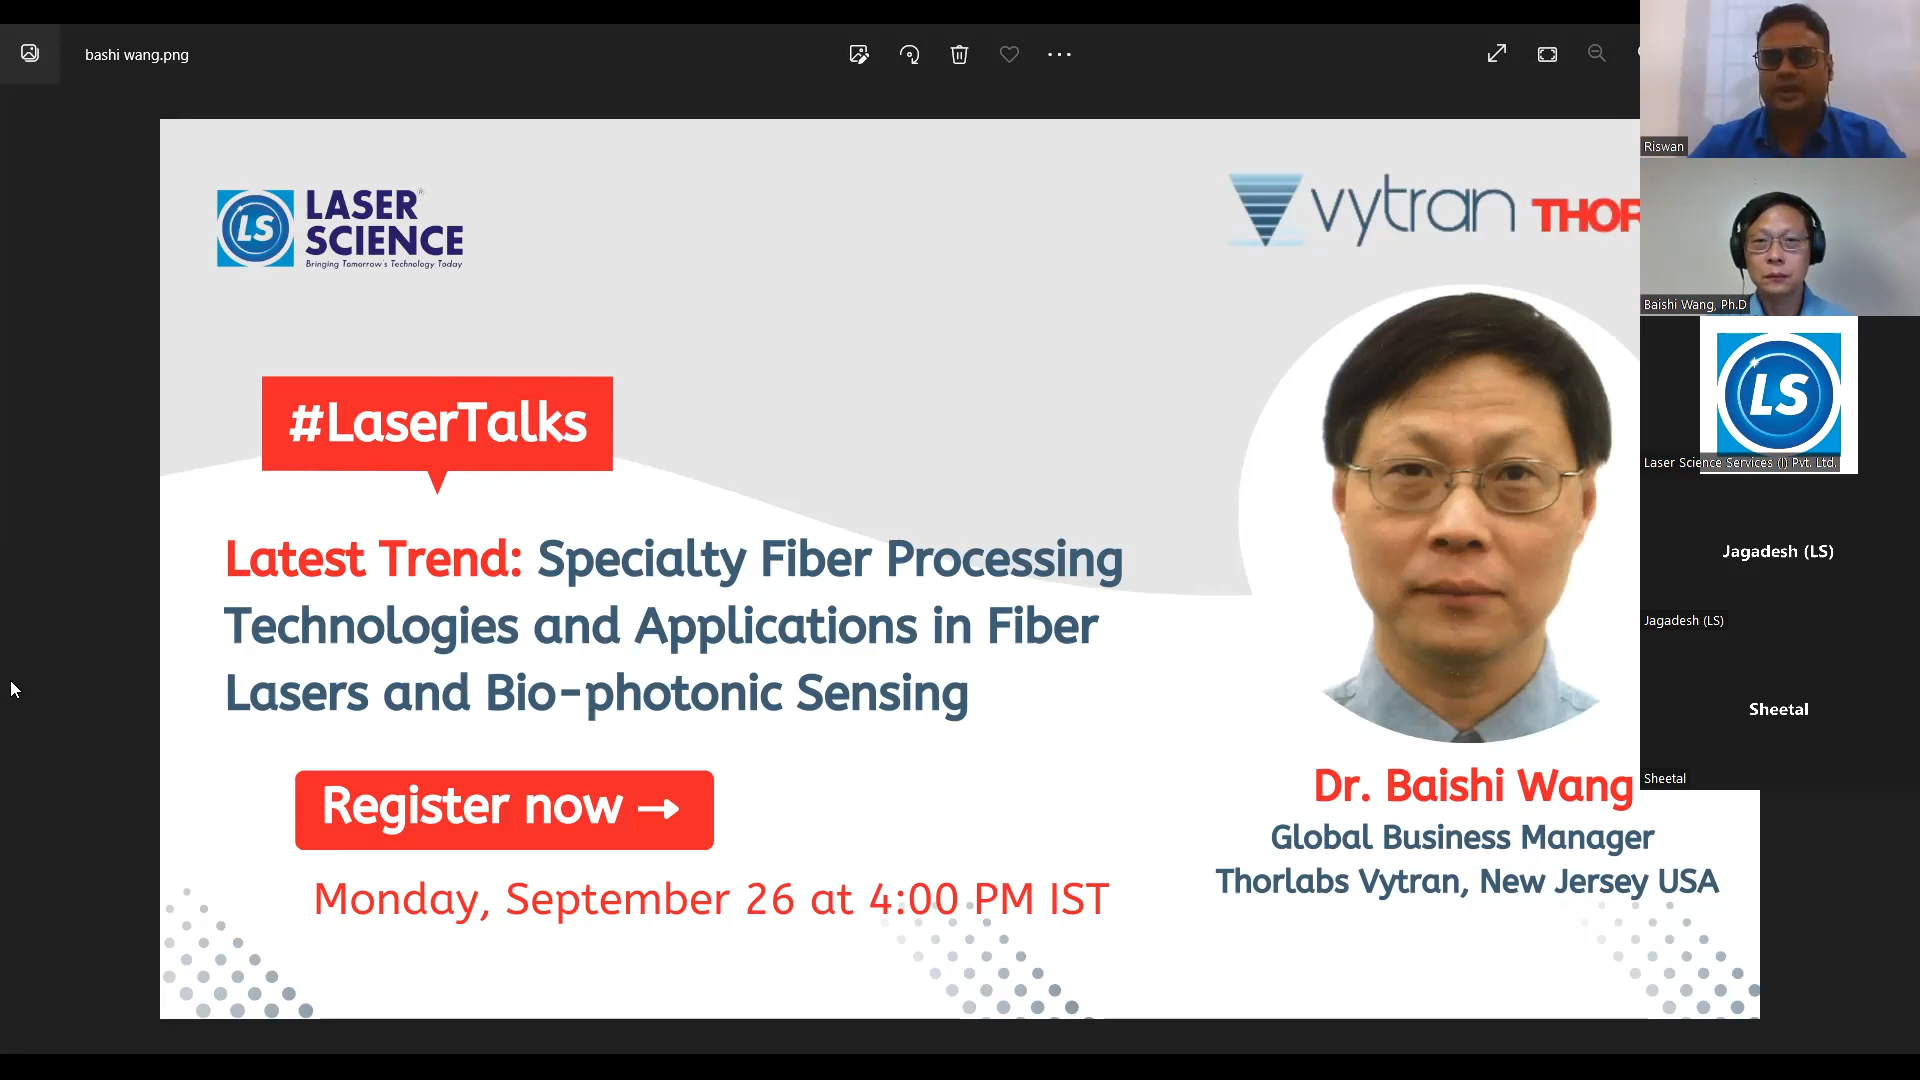 bashi wang.png
LS
LASER®
SCIENCE
Bringing Tomorrow's Technology Today
vytran THOR
#LaserTalks
Latest Trend: Specialty Fiber Processing
Technologies and Applications in Fiber
Lasers and Bio-photonic Sensing
Register now →
Monday, September 26 at 4:00 PM IST
Dr. Baishi Wang
Global Business Manager
Thorlabs Vytran, New Jersey USA
Riswan
Baishi Wang, Ph.D
LS
Laser Science Services (I) Pvt. Ltd.
Jagadesh (LS)
Jagadesh (LS)
Sheetal
Sheetal